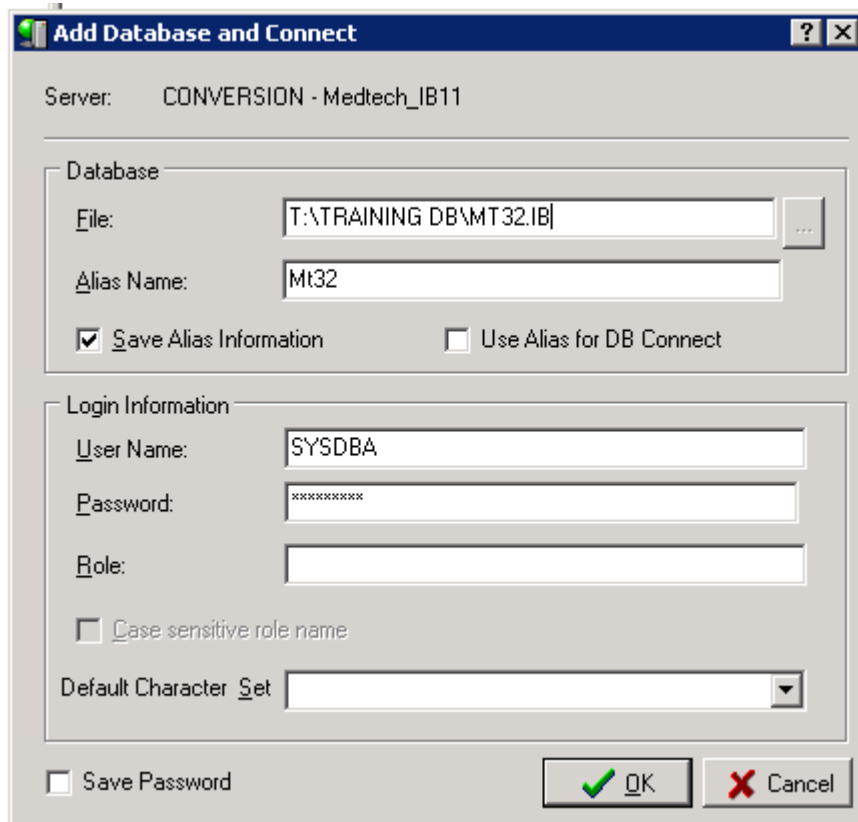 Add Database and Connect
Server: CONVERSION - Medtech_IB11
Database
File: T:\TRAINING DB\MT32.IB
...
Alias Name: Mt32
Save Alias Information Use Alias for DB Connect
Login Information
User Name: SYSDBA
Password: *********
Role:
Case sensitive role name
Default Character Set
Save Password OK Cancel